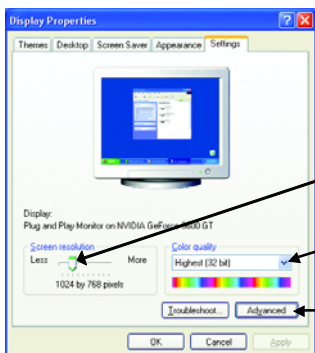 Display Properties
Themes Desktop Screen Saver Appearance Settings
Display:
Plug and Play Monitor on NVIDIA GeForce 9800 GT
Screen resolution
Less More
1024 by 768 pixels
Color quality
Highest (32 bit)
Troubleshoot... Advanced
OK Cancel Apply